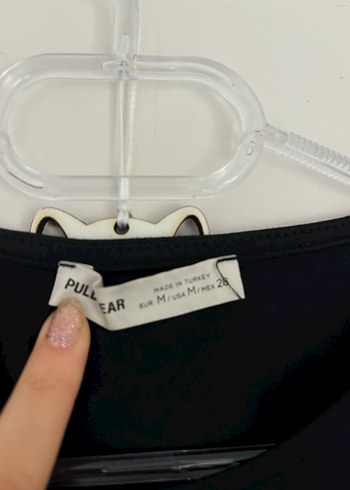 PULL EAR
MADE IN TURKEY
EUR M/USA M/MEX 28